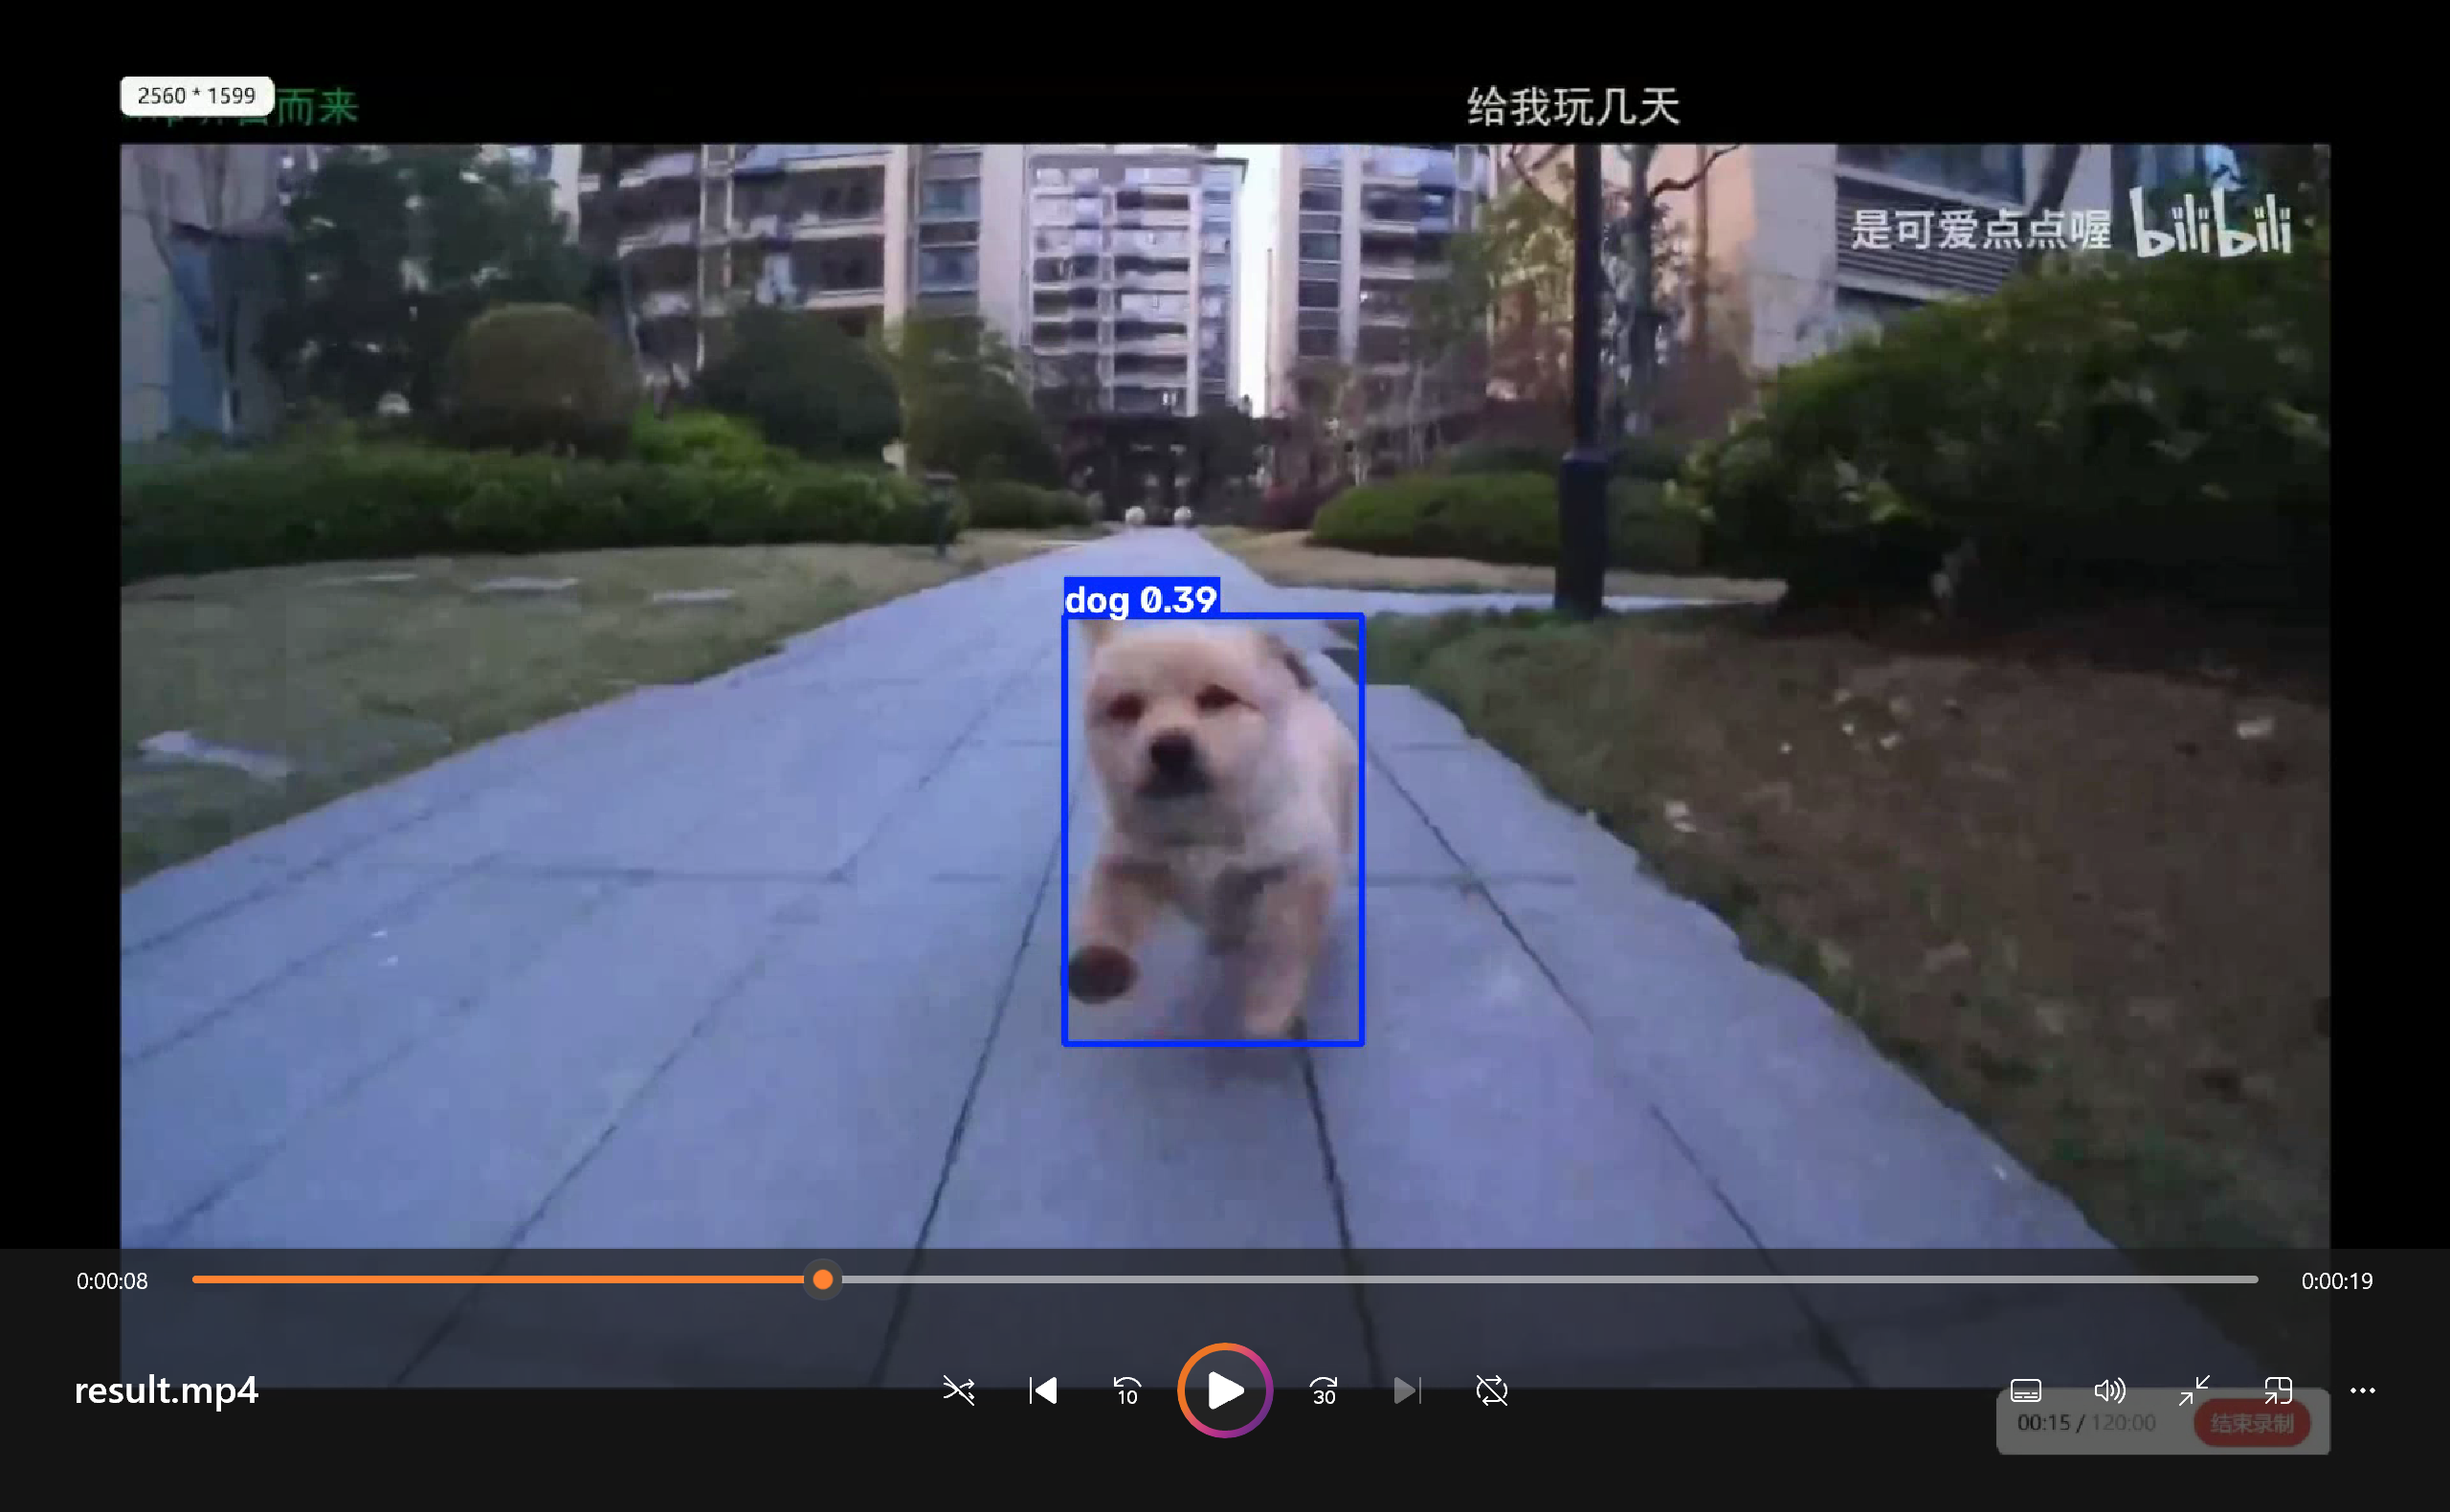 2560 * 1599
而来
给我玩几天
是可爱点点喔 bilibili
dog 0.39
0:00:08
0:00:19
result.mp4
10
30
00:15 / 120:00
结束录制